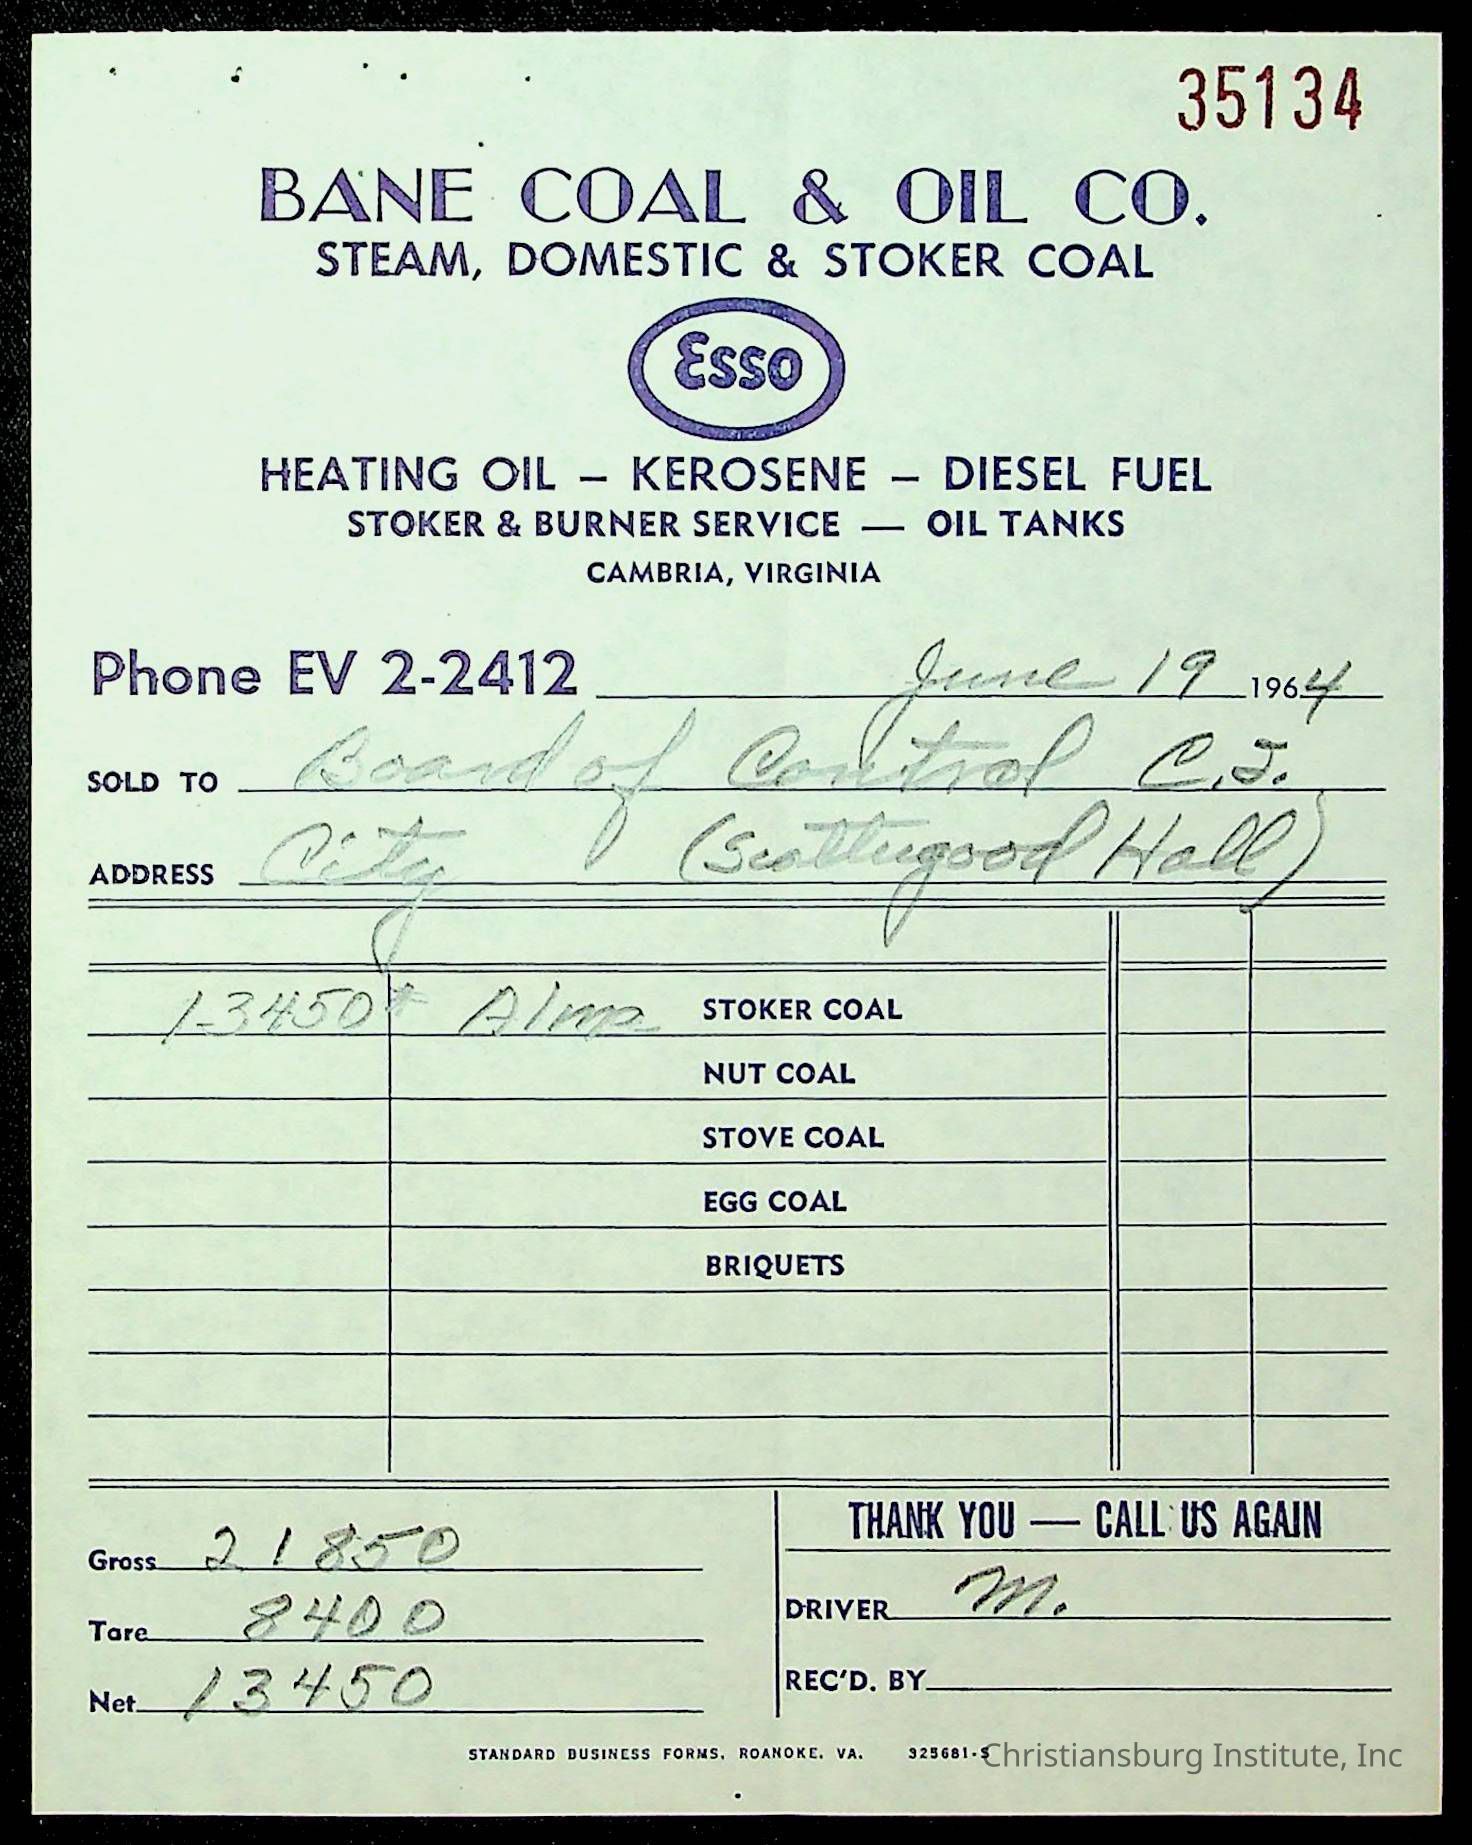 35134
BANE COAL & OIL CO.
STEAM, DOMESTIC & STOKER COAL
Esso
HEATING OIL – KEROSENE – DIESEL FUEL
STOKER & BURNER SERVICE — OIL TANKS
CAMBRIA, VIRGINIA
Phone EV 2-2412 June 19 1964
SOLD TO Board of Control C.I.
ADDRESS City (Scattergood Hall)
13450# Alma STOKER COAL
NUT COAL
STOVE COAL
EGG COAL
BRIQUETS
THANK YOU — CALL US AGAIN
Gross 21850
DRIVER M.
Tare 8400
REC'D. BY
Net 13450
STANDARD BUSINESS FORMS, ROANOKE, VA. 325681-S
Christiansburg Institute, Inc